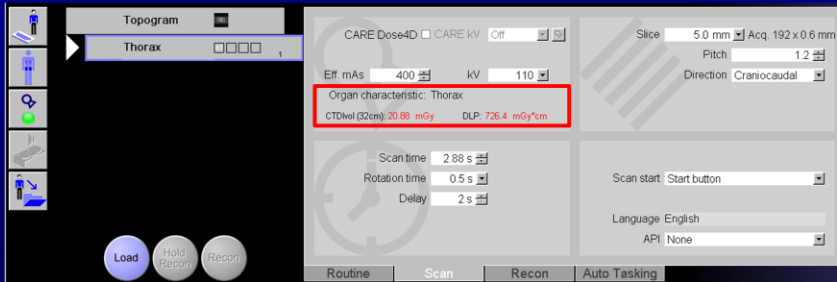 Topogram
Thorax 1
CARE Dose4D CARE kV Off
Eff. mAs 400 kV 110
Organ characteristic: Thorax
CTDIvol (32cm): 20.88 mGy DLP: 726.4 mGy*cm
Slice 5.0 mm Acq. 192 x 0.6 mm
Pitch 1.2
Direction Craniocaudal
Scan time 2.88 s
Rotation time 0.5 s
Delay 2 s
Scan start Start button
Language English
API None
Load Hold Recon Recon
Routine Scan Recon Auto Tasking